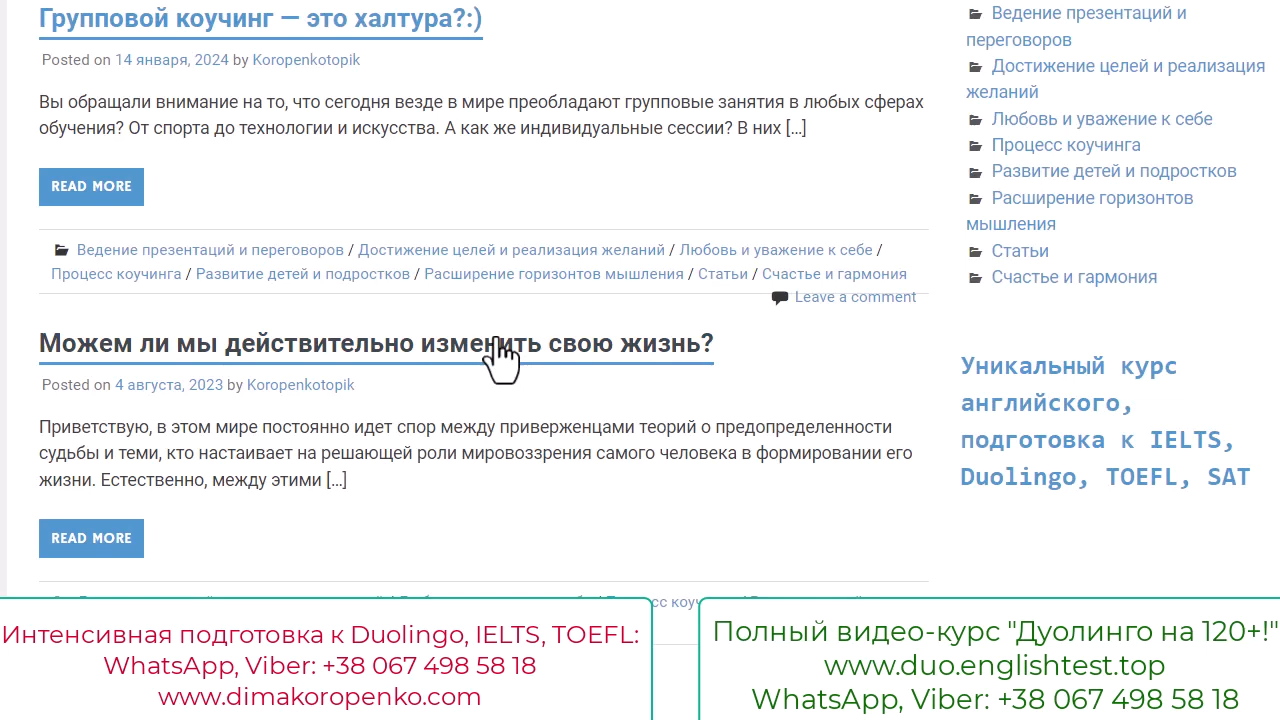 Групповой коучинг — это халтура?:)
Posted on 14 января, 2024 by Koropenkotopik
Вы обращали внимание на то, что сегодня везде в мире преобладают групповые занятия в любых сферах
обучения? От спорта до технологии и искусства. А как же индивидуальные сессии? В них [...]
READ MORE
Ведение презентаций и переговоров / Достижение целей и реализация желаний / Любовь и уважение к себе /
Процесс коучинга / Развитие детей и подростков / Расширение горизонтов мышления / Статьи / Счастье и гармония
Leave a comment
Можем ли мы действительно изменить свою жизнь?
Posted on 4 августа, 2023 by Koropenkotopik
Приветствую, в этом мире постоянно идет спор между приверженцами теорий о предопределенности
судьбы и теми, кто настаивает на решающей роли мировоззрения самого человека в формировании его
жизни. Естественно, между этими [...]
READ MORE
Ведение презентаций и
переговоров
Достижение целей и реализация
желаний
Любовь и уважение к себе
Процесс коучинга
Развитие детей и подростков
Расширение горизонтов
мышления
Статьи
Счастье и гармония
Уникальный курс
английского,
подготовка к IELTS,
Duolingo, TOEFL, SAT
Интенсивная подготовка к Duolingo, IELTS, TOEFL:
WhatsApp, Viber: +38 067 498 58 18
www.dimakoropenko.com
Полный видео-курс "Дуолинго на 120+!"
www.duo.englishtest.top
WhatsApp, Viber: +38 067 498 58 18